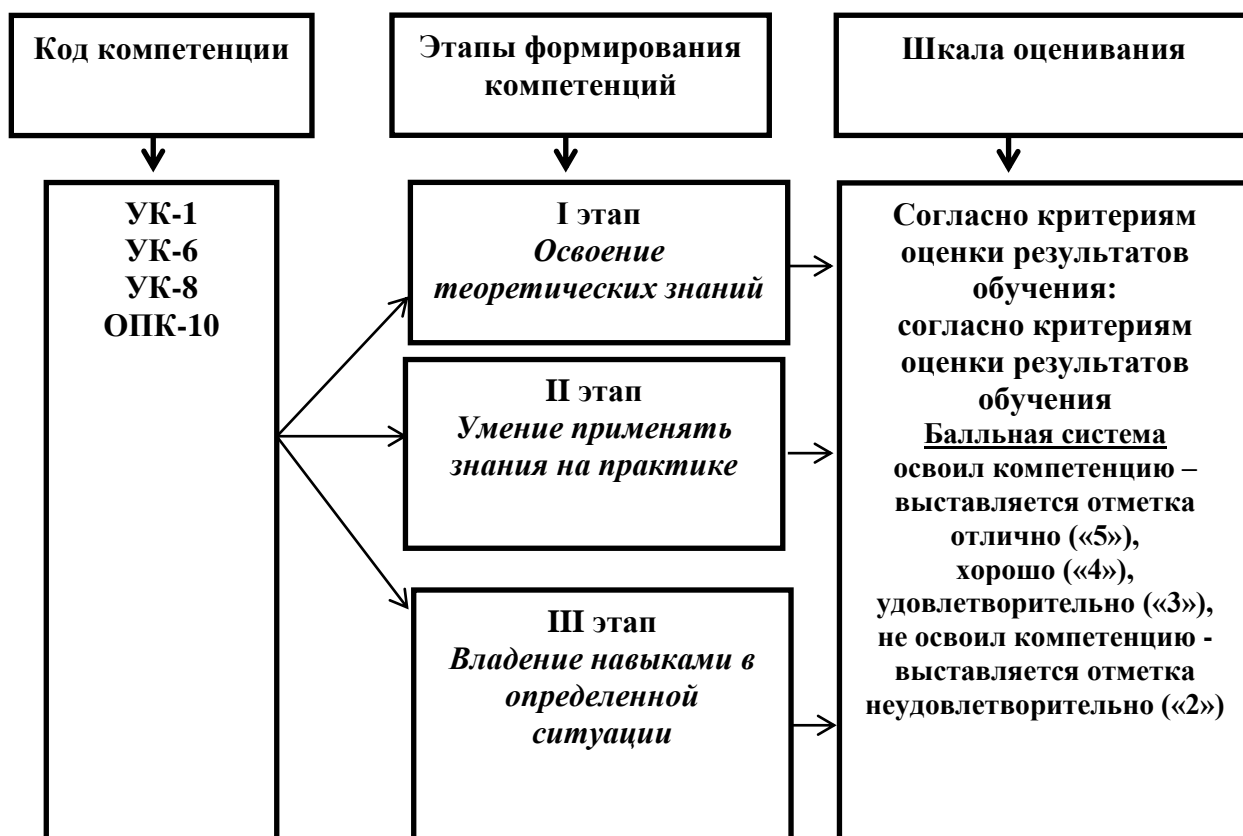 Код компетенции
Этапы формирования
компетенций
Шкала оценивания
УК-1
УК-6
УК-8
ОПК-10
I этап
Освоение
теоретических знаний
II этап
Умение применять
знания на практике
III этап
Владение навыками в
определенной
ситуации
Согласно критериям
оценки результатов
обучения:
согласно критериям
оценки результатов
обучения
Балльная система
освоил компетенцию –
выставляется отметка
отлично («5»),
хорошо («4»),
удовлетворительно («3»),
не освоил компетенцию -
выставляется отметка
неудовлетворительно («2»)